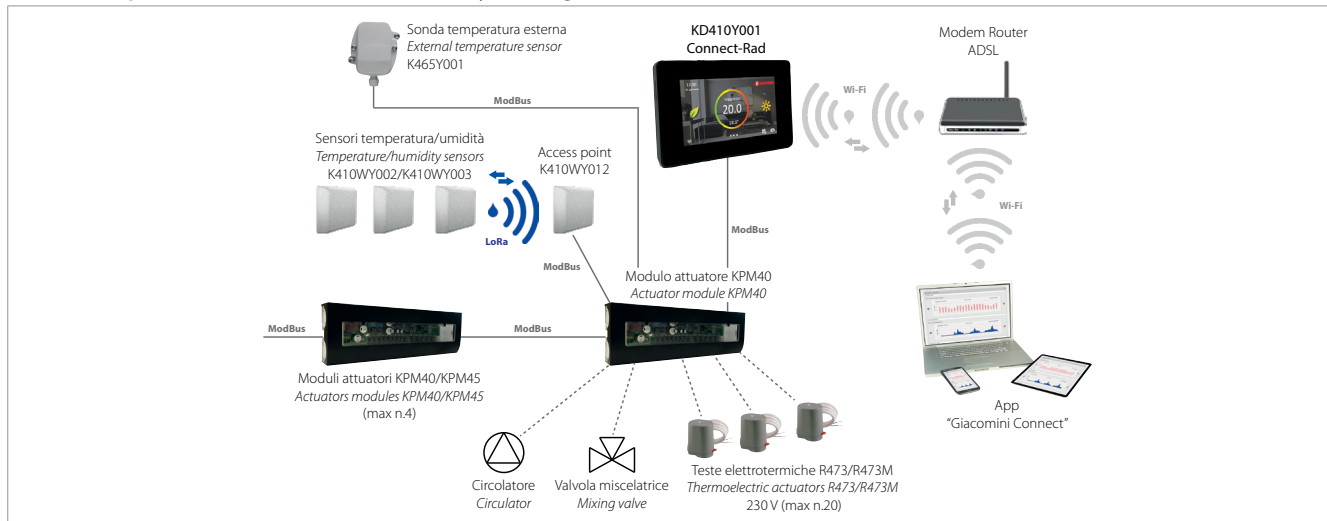 Sonda temperatura esterna
External temperature sensor
K465Y001
KD410Y001
Connect-Rad
Modem Router
ADSL
ModBus
20.0
Wi-Fi
Sensori temperatura/umidità
Temperature/humidity sensors
K410WY002/K410WY003
Access point
K410WY012
LoRa
ModBus
ModBus
Wi-Fi
Modulo attuatore KPM40
Actuator module KPM40
ModBus
ModBus
Moduli attuatori KPM40/KPM45
Actuators modules KPM40/KPM45
(max n.4)
App
“Giacomini Connect”
Circolatore
Circulator
Valvola miscelatrice
Mixing valve
Teste elettrotermiche R473/R473M
Thermoelectric actuators R473/R473M
230 V (max n.20)